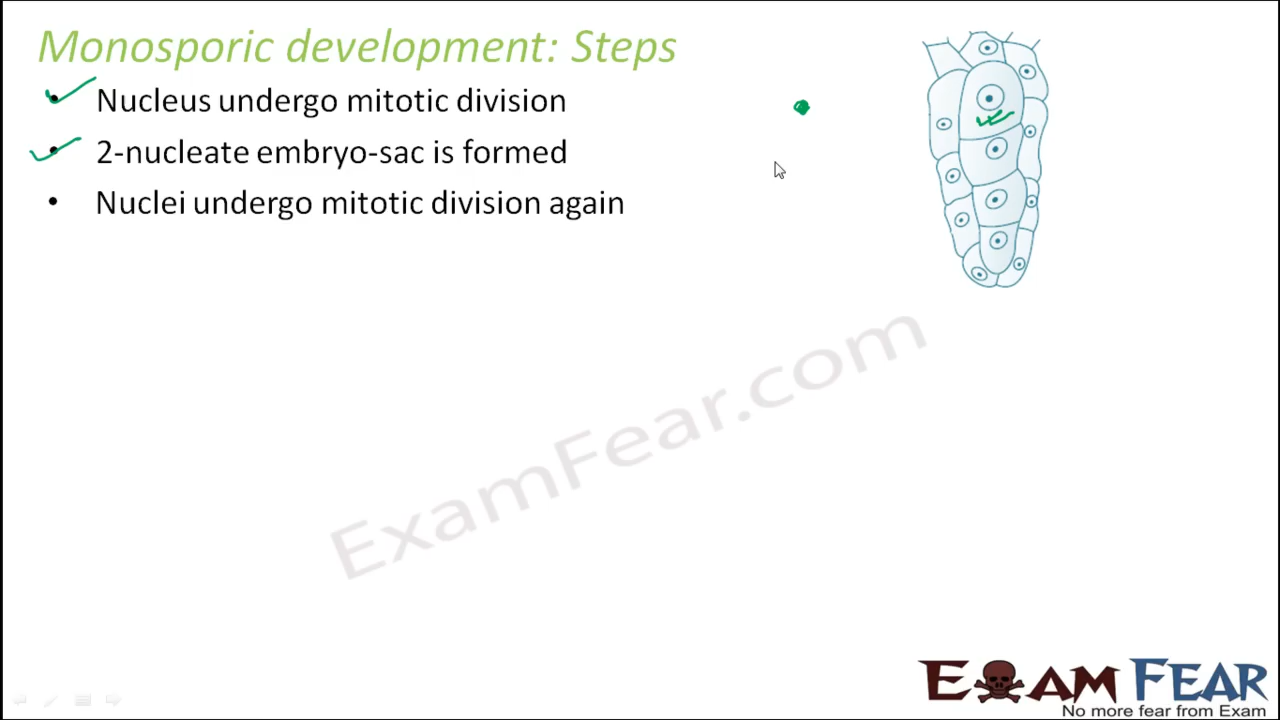 Monosporic development: Steps
• Nucleus undergo mitotic division
• 2-nucleate embryo-sac is formed
• Nuclei undergo mitotic division again
ExamFear.com
EXAM FEAR
No more fear from Exam